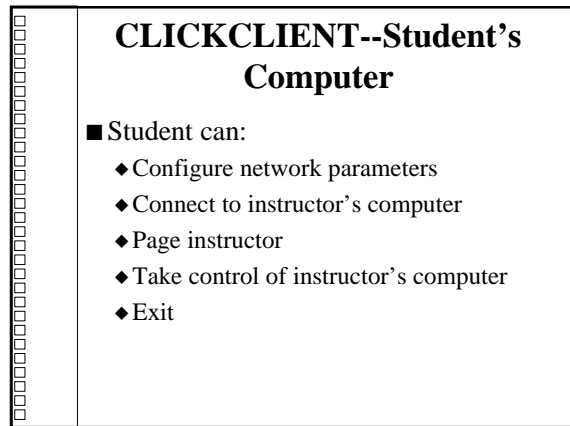 CLICKCLIENT--Student's
Computer
■ Student can:
◆ Configure network parameters
◆ Connect to instructor's computer
◆ Page instructor
◆ Take control of instructor's computer
◆ Exit